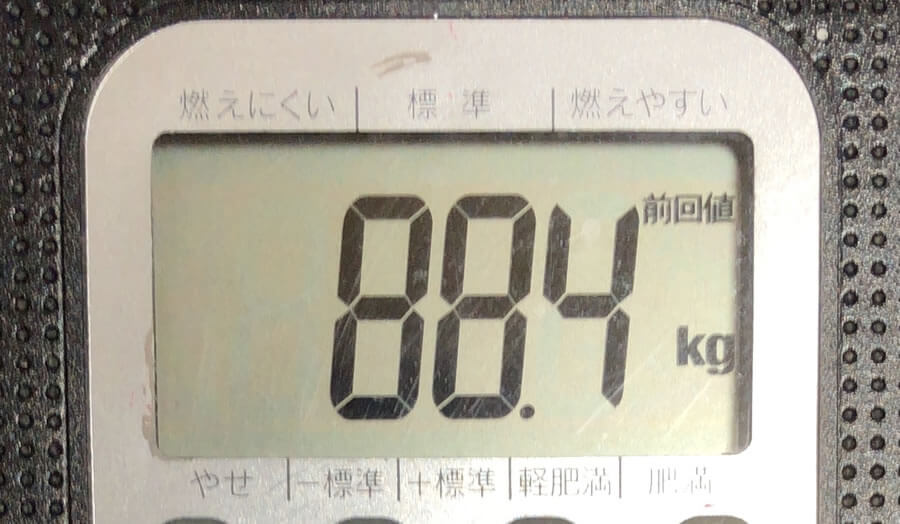 燃えにくい 標準 燃えやすい
前回値
88.4
kg
やせ －標準 ＋標準 軽肥満 肥満